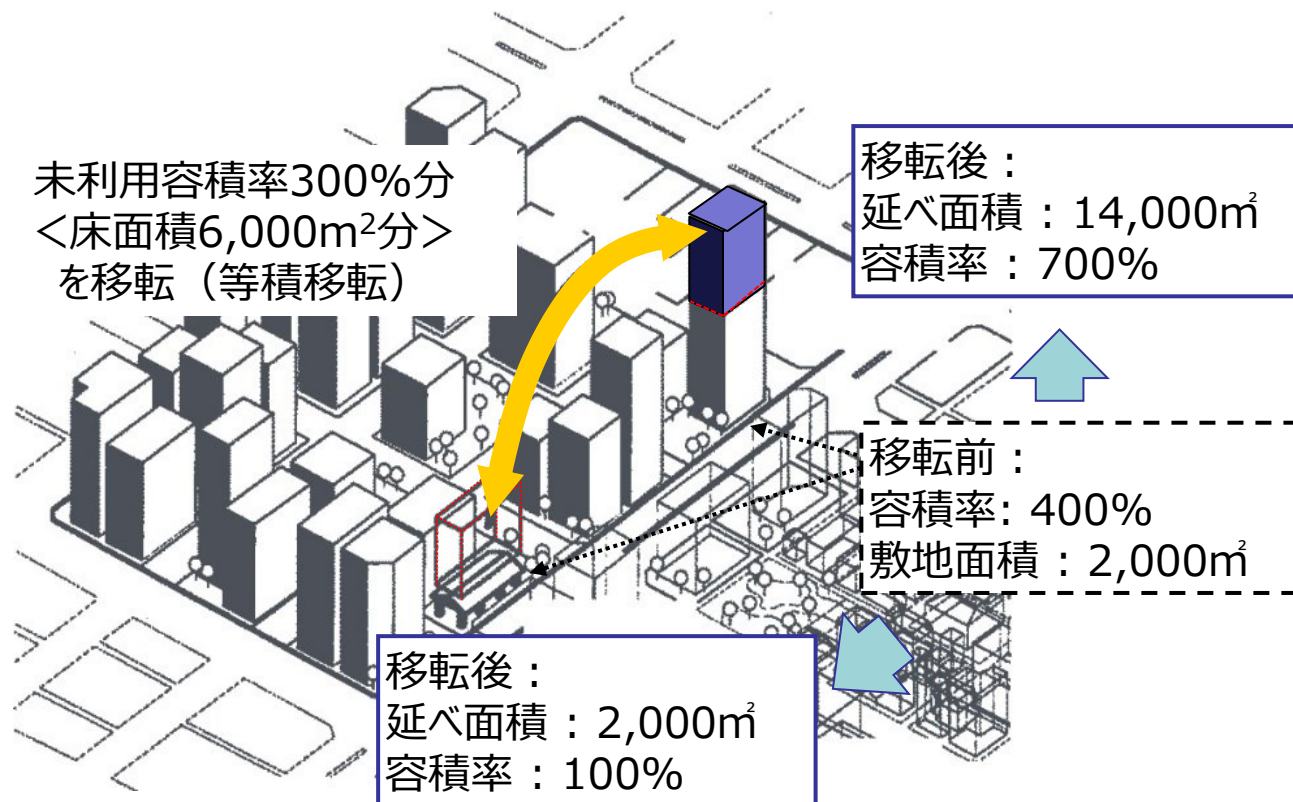 未利用容積率300%分
＜床面積6,000m²分＞
を移転（等積移転）
移転後：
延べ面積：14,000㎡
容積率：700%
移転前：
容積率: 400%
敷地面積：2,000㎡
移転後：
延べ面積：2,000㎡
容積率：100%